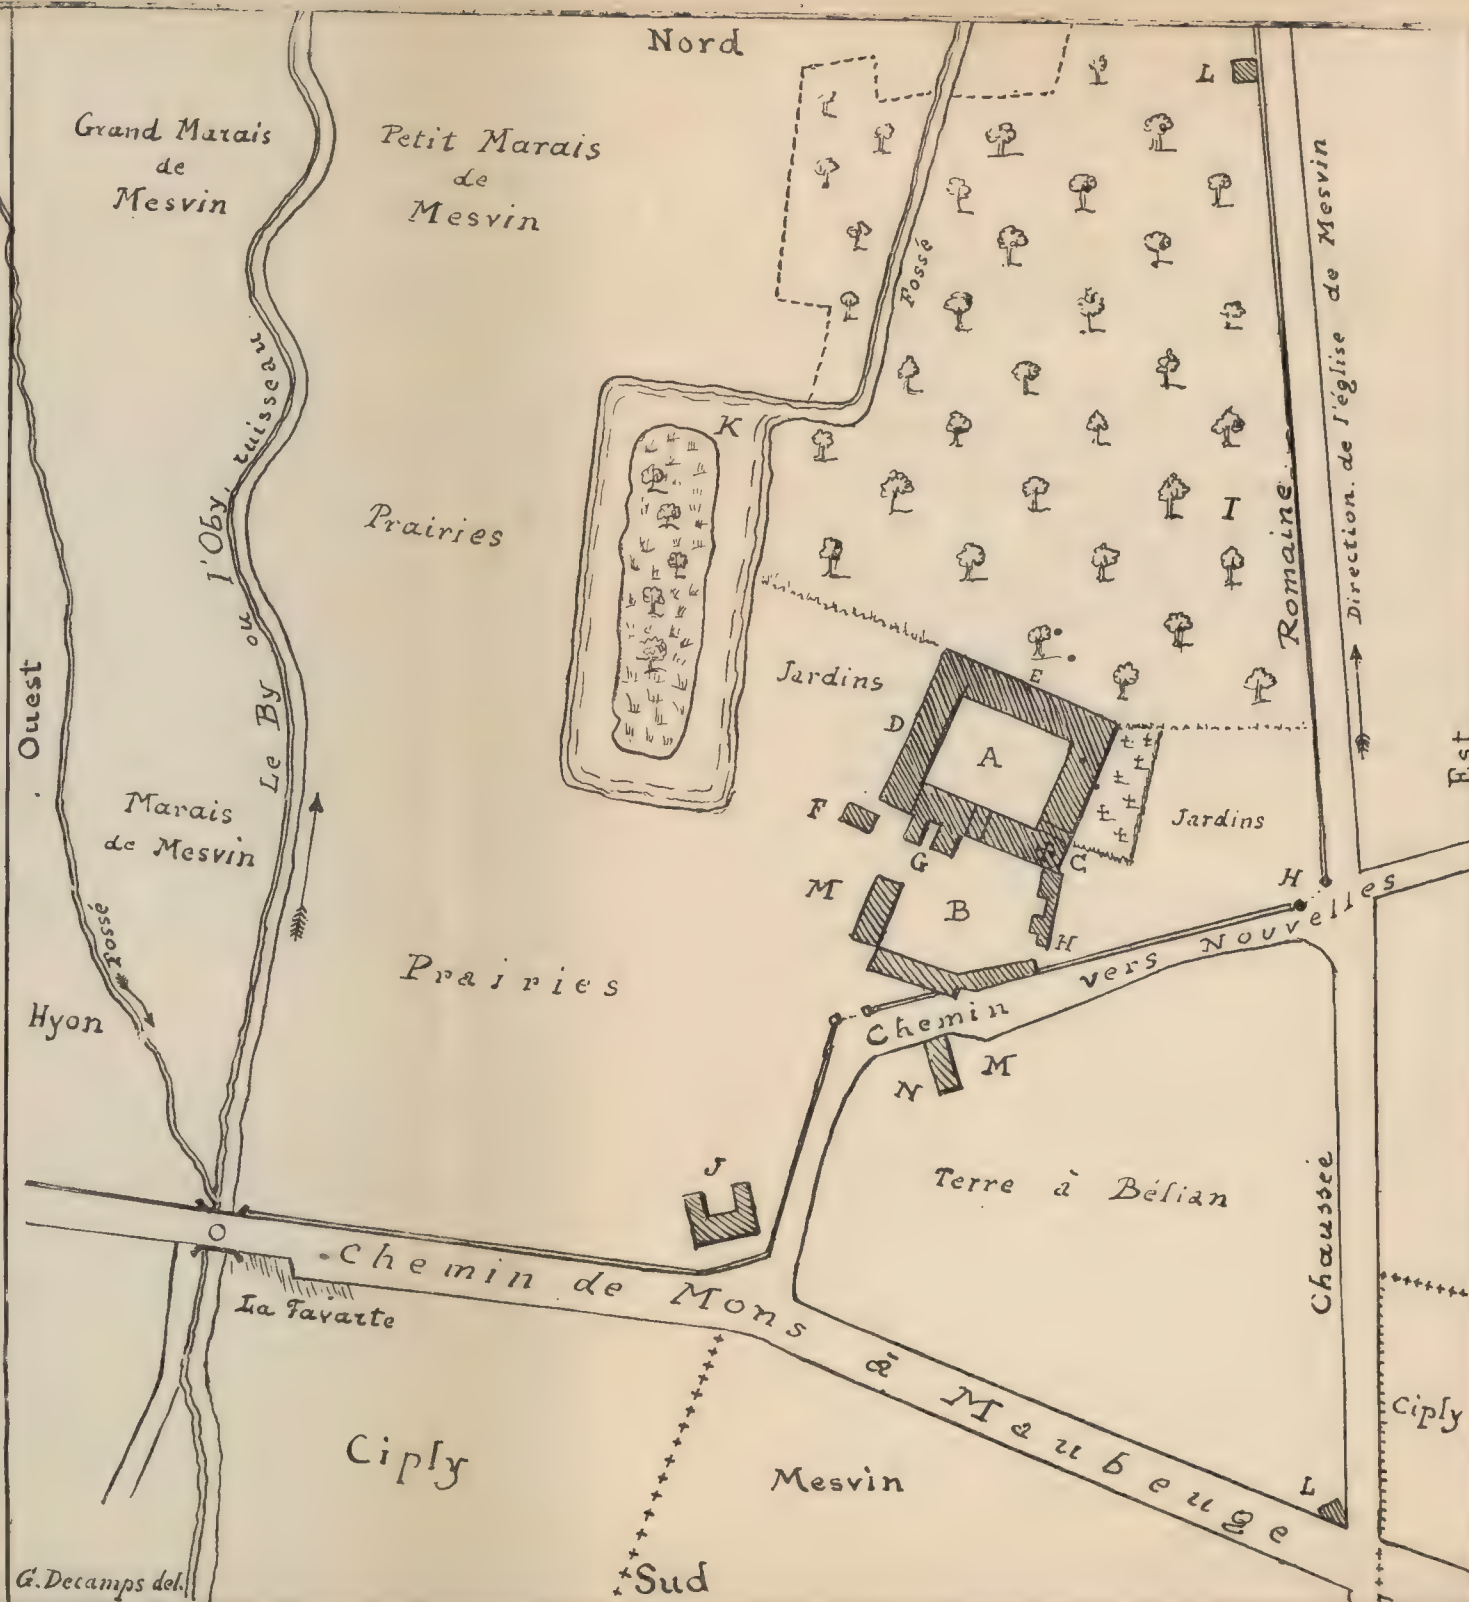 Nord
L
Grand Marais
de
Mesvin
Petit Marais
de
Mesvin
Fossé
Direction de l'église de Mesvin
Le By ou l'Oby, ruisseau
K
Prairies
I
Romaine
Ouest
Jardins
E
D
A
Est
Marais
de Mesvin
F
G
C
Jardins
M
B
H
H
Fossé
Prairies
Chemin vers Nouvelles
Hyon
N
M
J
Terre à Bélian
Chaussée
O
Chemin de Mons à Maubeuge
La Favarte
Ciply
Ciply
Mesvin
L
G. Decamps del.
Sud